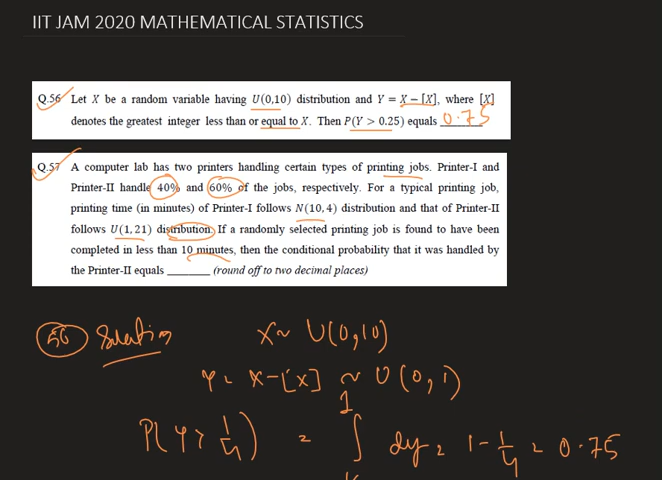 IIT JAM 2020 MATHEMATICAL STATISTICS
Q.56 Let X be a random variable having U(0,10) distribution and Y = X − [X], where [X]
denotes the greatest integer less than or equal to X. Then P(Y > 0.25) equals 0.75
Q.57 A computer lab has two printers handling certain types of printing jobs. Printer-I and
Printer-II handle 40% and 60% of the jobs, respectively. For a typical printing job,
printing time (in minutes) of Printer-I follows N(10, 4) distribution and that of Printer-II
follows U(1, 21) distribution. If a randomly selected printing job is found to have been
completed in less than 10 minutes, then the conditional probability that it was handled by
the Printer-II equals ________ (round off to two decimal places)
56 Solution X ~ U(0,10)
Y = X-[X] ~ U(0,1)
P(Y > 1/4) = ∫ 1 dy = 1 - 1/4 = 0.75